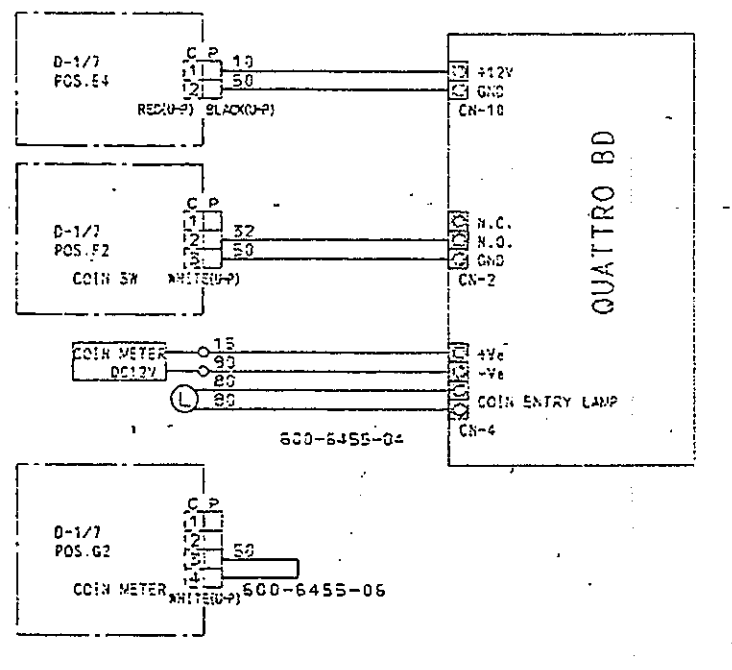 D-1/7
POS.E4
C P
1
2
10
50
RED(U-P) BLACK(U-P)
+12V
GND
CN-10
QUATTRO BD
D-1/7
POS.F2
COIN SW
C P
1
2
3
32
50
WHITE(U-P)
N.C.
N.O.
GND
CN-2
COIN METER
DC12V
15
90
80
80
L
+Ve
-Ve
COIN ENTRY LAMP
CN-4
600-6455-04
D-1/7
POS.G2
COIN METER
C P
1
2
3
4
50
WHITE(U-P)
600-6455-06